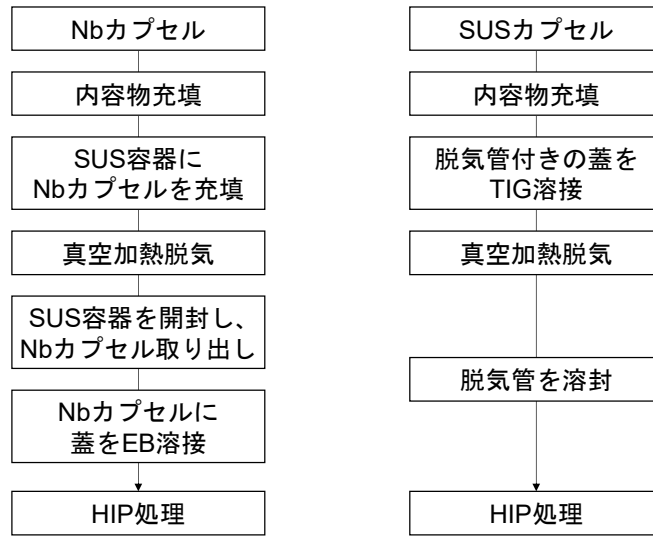 Nbカプセル
内容物充填
SUS容器に
Nbカプセルを充填
真空加熱脱気
SUS容器を開封し、
Nbカプセル取り出し
Nbカプセルに
蓋をEB溶接
HIP処理
SUSカプセル
内容物充填
脱気管付きの蓋を
TIG溶接
真空加熱脱気
脱気管を溶封
HIP処理